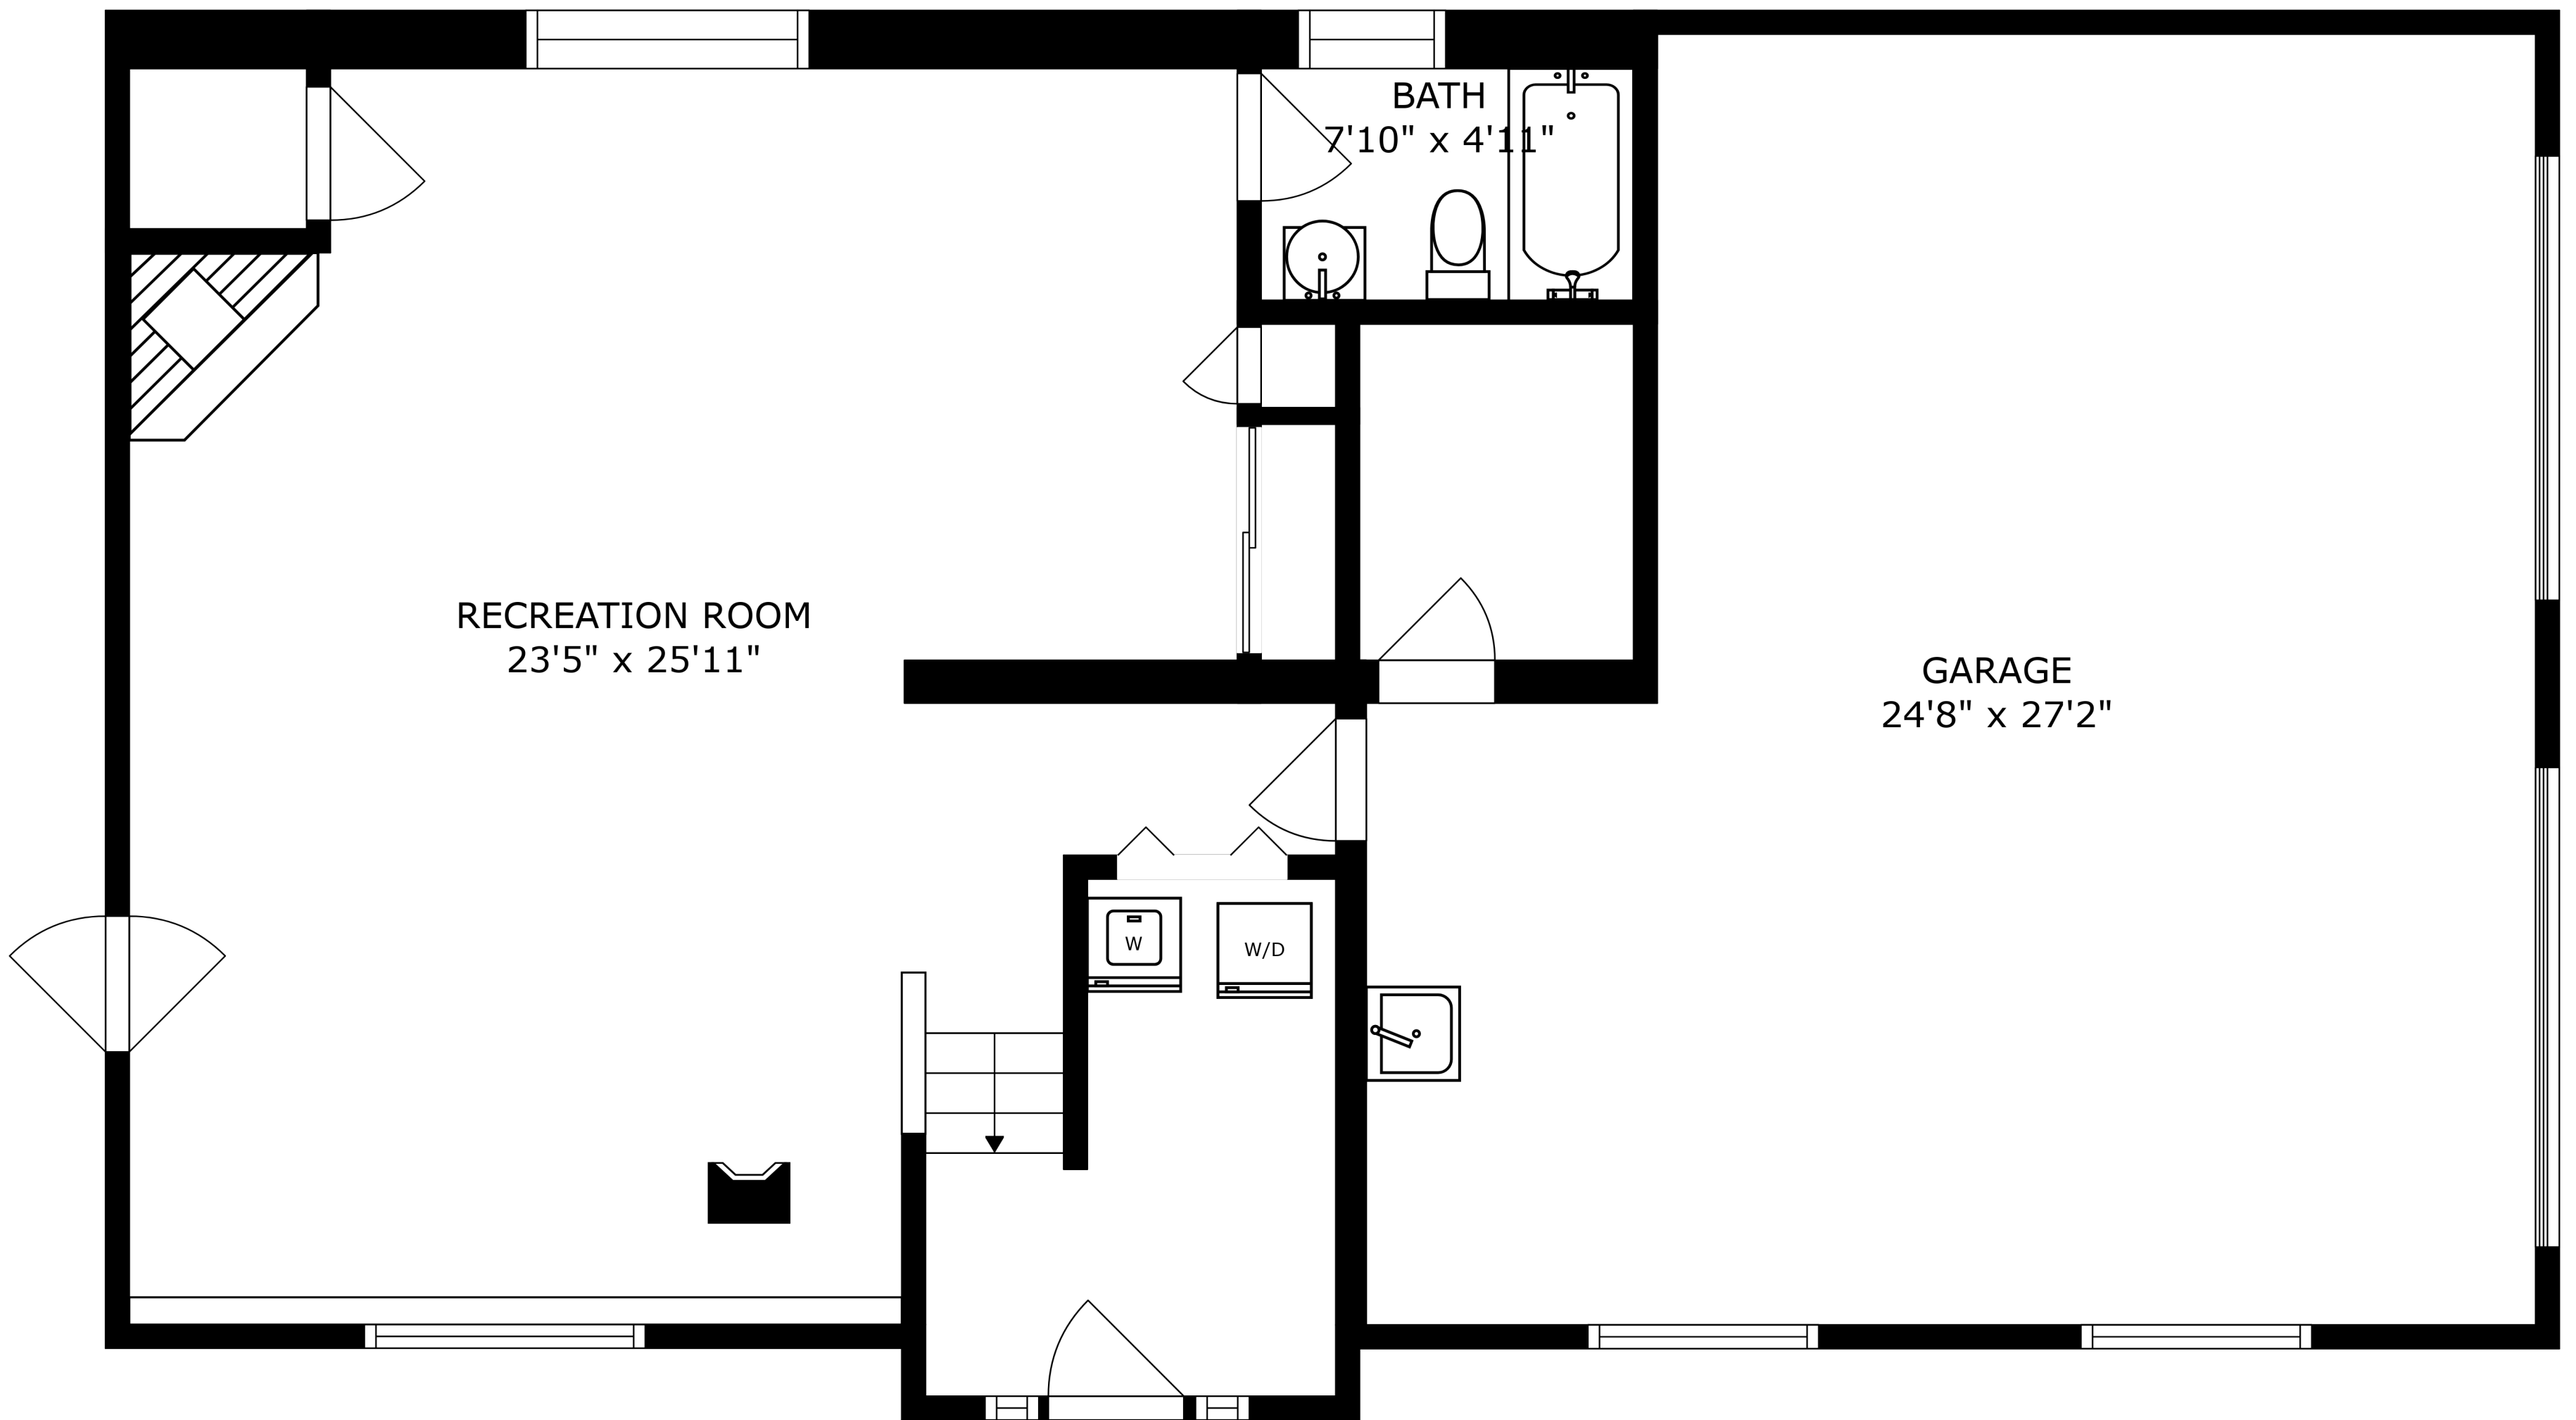 BATH
7'10" x 4'11"
RECREATION ROOM
23'5" x 25'11"
GARAGE
24'8" x 27'2"
W
W/D